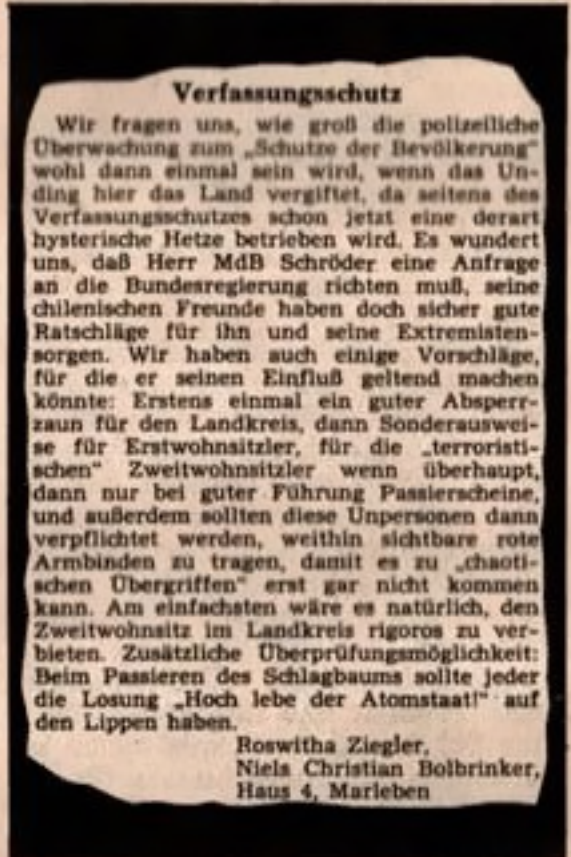 Verfassungsschutz
Wir fragen uns, wie groß die polizeiliche
Überwachung zum „Schutze der Bevölkerung"
wohl dann einmal sein wird, wenn das Un-
ding hier das Land vergiftet, da seitens des
Verfassungsschutzes schon jetzt eine derart
hysterische Hetze betrieben wird. Es wundert
uns, daß Herr MdB Schröder eine Anfrage
an die Bundesregierung richten muß, seine
chilenischen Freunde haben doch sicher gute
Ratschläge für ihn und seine Extremisten-
sorgen. Wir haben auch einige Vorschläge,
für die er seinen Einfluß geltend machen
könnte: Erstens einmal ein guter Absperr-
zaun für den Landkreis, dann Sonderauswei-
se für Erstwohnsitzler, für die „terroristi-
schen" Zweitwohnsitzler wenn überhaupt,
dann nur bei guter Führung Passierscheine,
und außerdem sollten diese Unpersonen dann
verpflichtet werden, weithin sichtbare rote
Armbinden zu tragen, damit es zu „chaoti-
schen Übergriffen" erst gar nicht kommen
kann. Am einfachsten wäre es natürlich, den
Zweitwohnsitz im Landkreis rigoros zu ver-
bieten. Zusätzliche Überprüfungsmöglichkeit:
Beim Passieren des Schlagbaums sollte jeder
die Losung „Hoch lebe der Atomstaat!" auf
den Lippen haben.
Roswitha Ziegler,
Niels Christian Bolbrinker,
Haus 4, Marleben